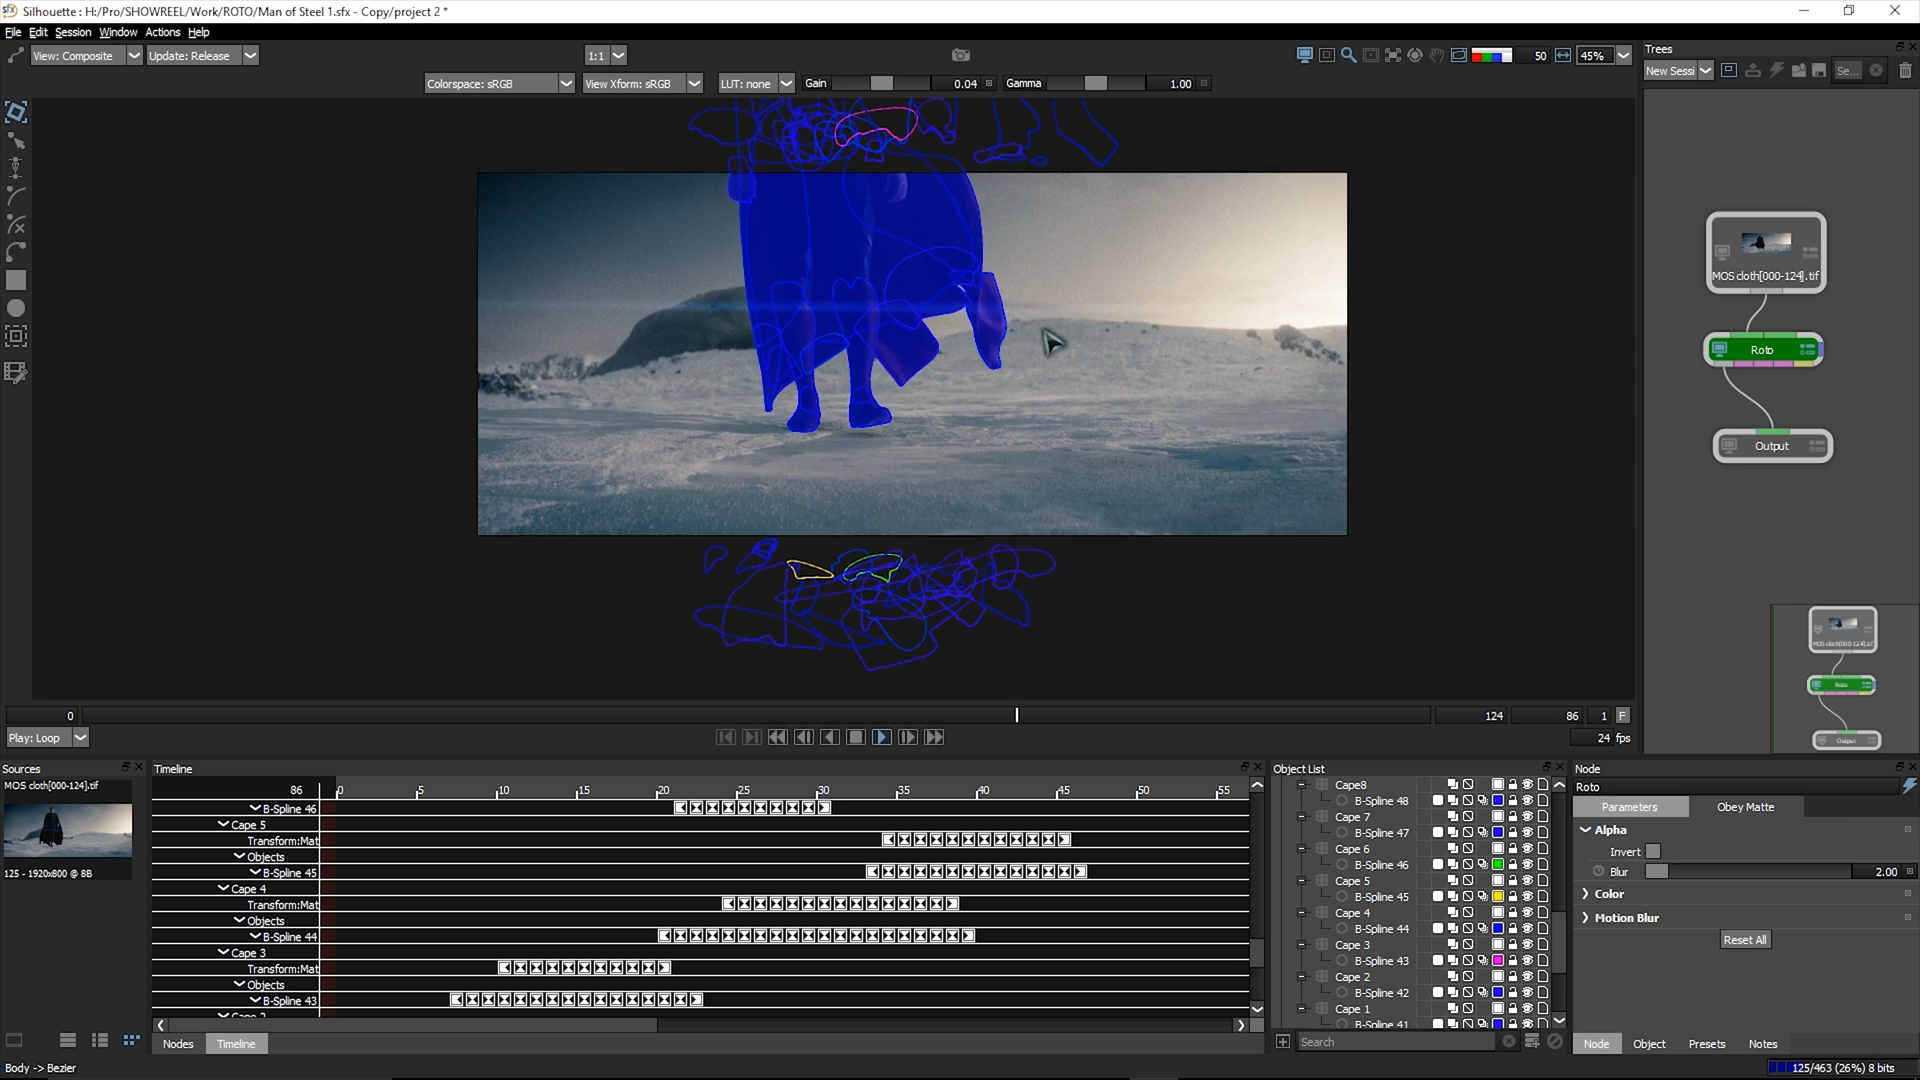 Silhouette : H:/Pro/SHOWREEL/Work/ROTO/Man of Steel 1.sfx - Copy/project 2 *
File Edit Session Window Actions Help
View: Composite
Update: Release
1:1
50
45%
Colorspace: sRGB
View Xform: sRGB
LUT: none
Gain
0.04
Gamma
1.00
Trees
New Sessi
Se...
MOS cloth[000-124].tif
Roto
Output
MOS cloth[000-124].tif
Roto
Output
0
124
86
1
F
Play: Loop
24 fps
Sources
MOS cloth[000-124].tif
125 - 1920x800 @ 8B
Timeline
86
0 5 10 15 20 25 30 35 40 45 50 55
B-Spline 46
Cape 5
Transform:Mat
Objects
B-Spline 45
Cape 4
Transform:Mat
Objects
B-Spline 44
Cape 3
Transform:Mat
Objects
B-Spline 43
Nodes
Timeline
Object List
Cape8
B-Spline 48
Cape 7
B-Spline 47
Cape 6
B-Spline 46
Cape 5
B-Spline 45
Cape 4
B-Spline 44
Cape 3
B-Spline 43
Cape 2
B-Spline 42
Cape 1
B-Spline 41
Search
Node
Roto
Parameters
Obey Matte
Alpha
Invert
Blur
2.00
Color
Motion Blur
Reset All
Node
Object
Presets
Notes
Body -> Bezier
125/463 (26%) 8 bits